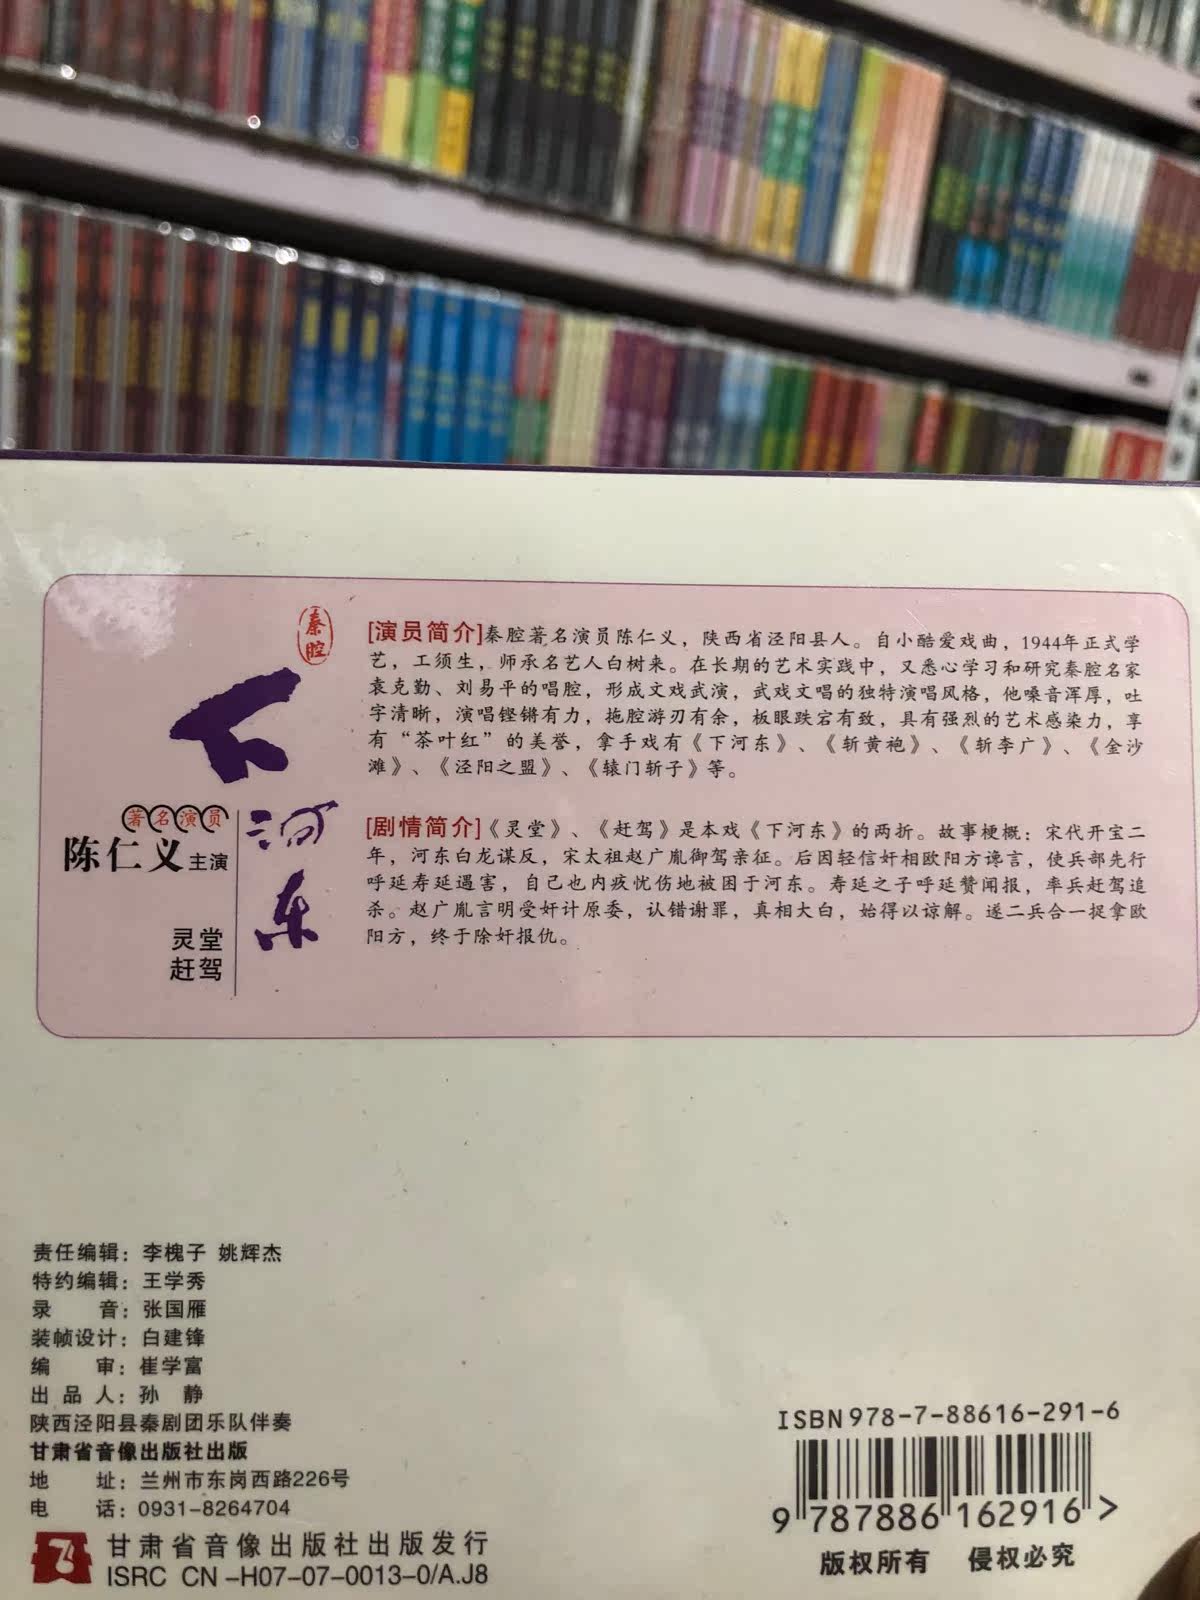 秦腔
下河东
著名演员
陈仁义主演
灵堂
赶驾
[演员简介]秦腔著名演员陈仁义，陕西省泾阳县人。自小酷爱戏曲，1944年正式学
艺，工须生，师承名艺人白树来。在长期的艺术实践中，又悉心学习和研究秦腔名家
袁克勤、刘易平的唱腔，形成文戏武演，武戏文唱的独特演唱风格，他嗓音浑厚，吐
字清晰，演唱铿锵有力，拖腔游刃有余，板眼跌宕有致，具有强烈的艺术感染力，享
有“茶叶红”的美誉，拿手戏有《下河东》、《斩黄袍》、《斩李广》、《金沙
滩》、《泾阳之盟》、《辕门斩子》等。
[剧情简介]《灵堂》、《赶驾》是本戏《下河东》的两折。故事梗概：宋代开宝二
年，河东白龙谋反，宋太祖赵广胤御驾亲征。后因轻信奸相欧阳方谗言，使兵部先行
呼延寿延遇害，自己也内疚忧伤地被困于河东。寿延之子呼延赞闻报，率兵赶驾追
杀。赵广胤言明受奸计原委，认错谢罪，真相大白，始得以谅解。遂二兵合一捉拿欧
阳方，终于除奸报仇。
责任编辑：李槐子 姚辉杰
特约编辑：王学秀
录 音：张国雁
装帧设计：白建锋
编 审：崔学富
出 品 人：孙 静
陕西泾阳县秦剧团乐队伴奏
甘肃省音像出版社出版
地 址：兰州市东岗西路226号
电 话：0931-8264704
甘肃省音像出版社出版发行
ISRC CN-H07-07-0013-0/A.J8
ISBN 978-7-88616-291-6
9 787886 162916 >
版权所有 侵权必究